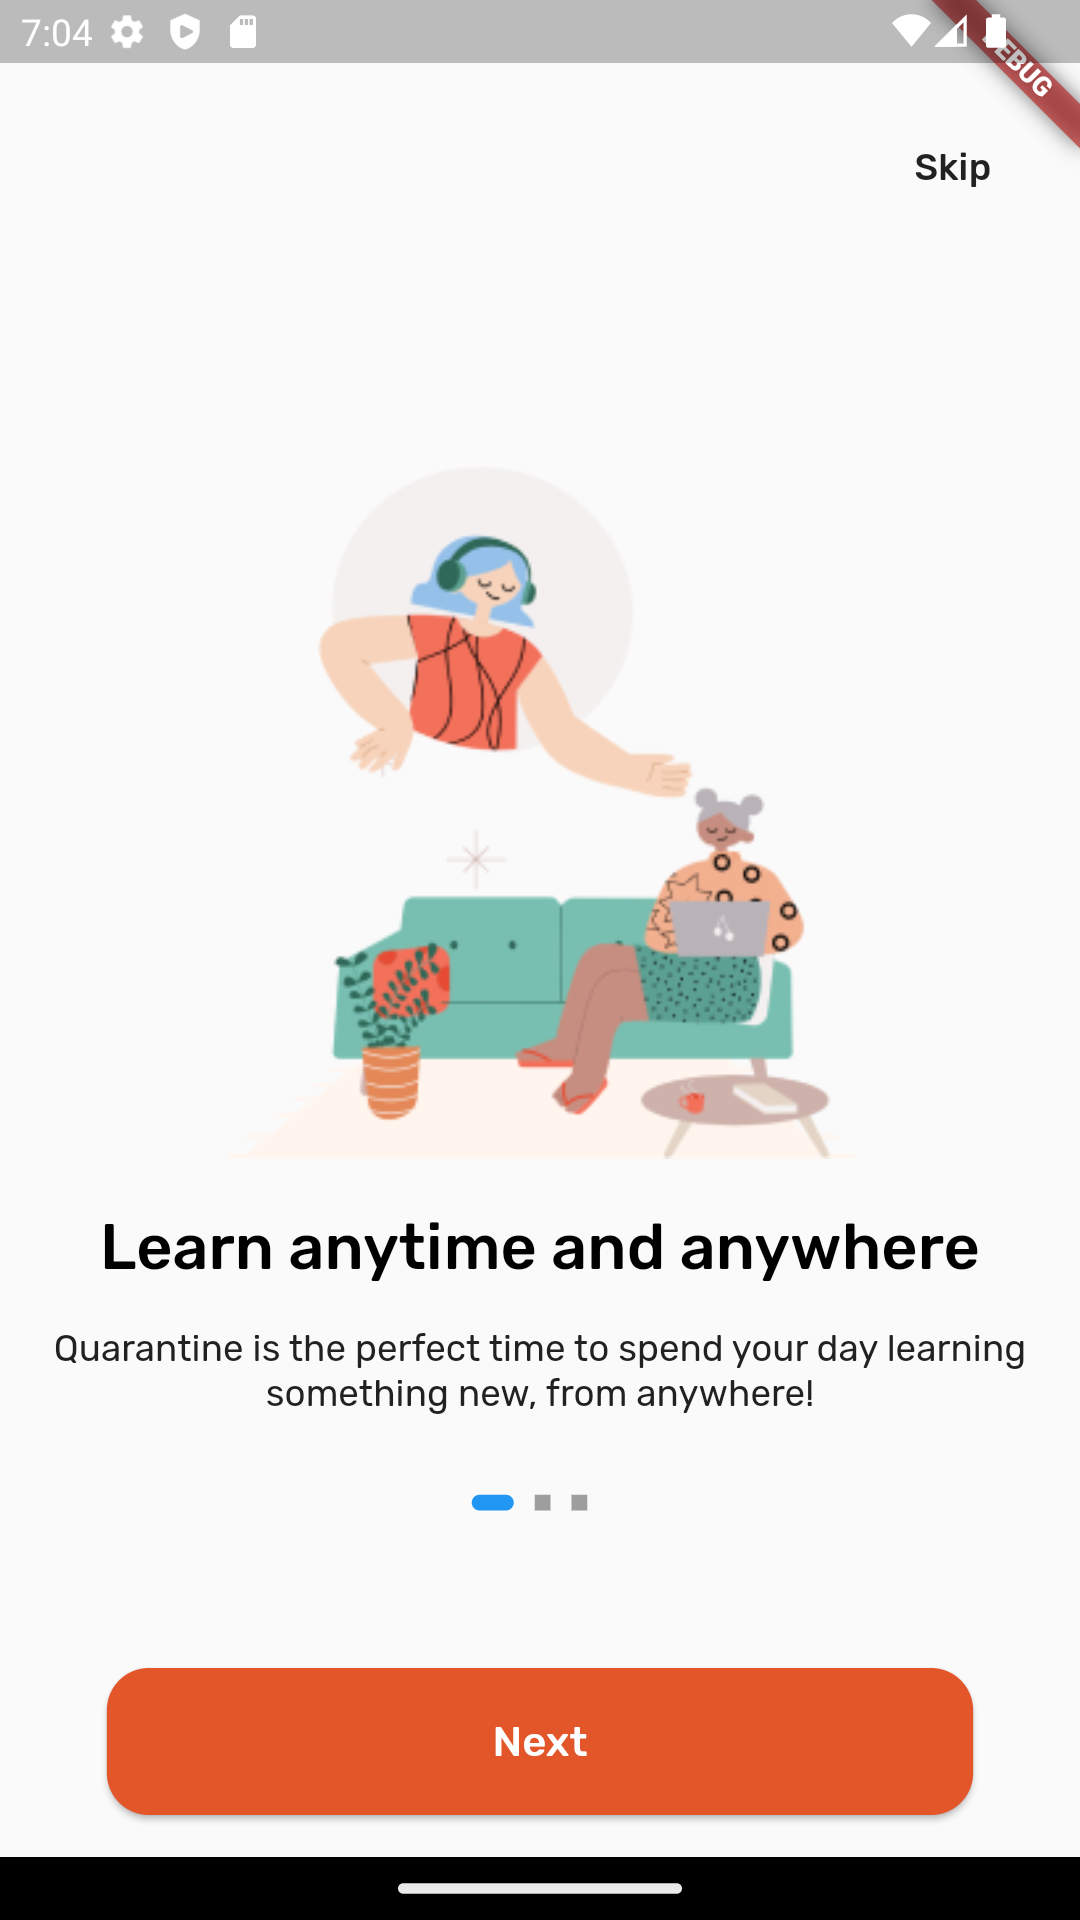 7:04
DEBUG
Skip
Learn anytime and anywhere
Quarantine is the perfect time to spend your day learning
something new, from anywhere!
Next